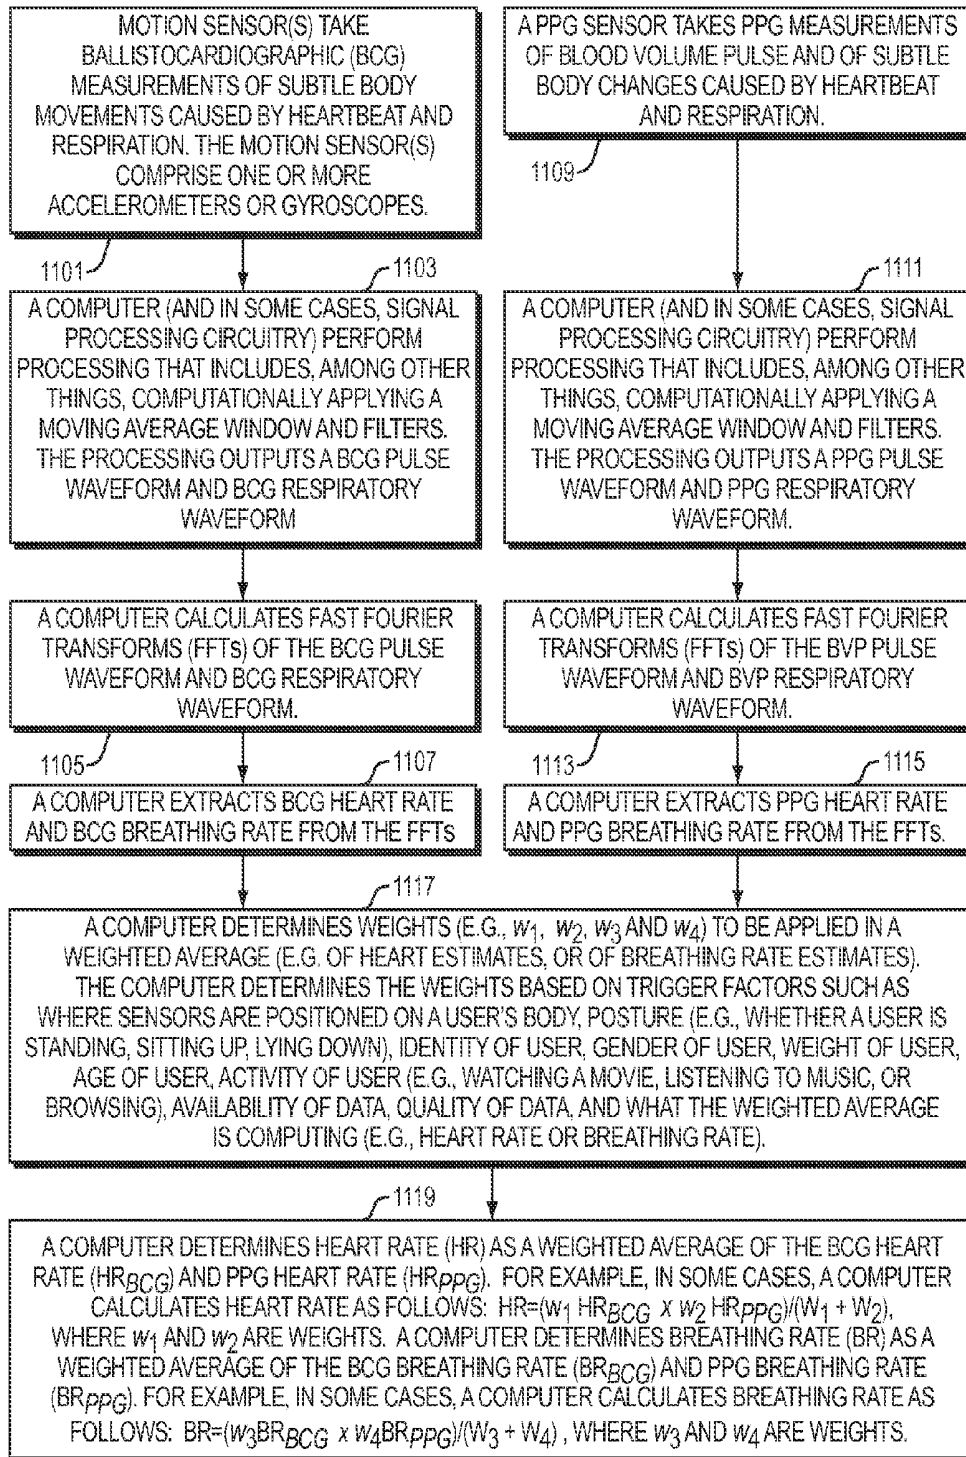 MOTION SENSOR(S) TAKE
BALLISTOCARDIOGRAPHIC (BCG)
MEASUREMENTS OF SUBTLE BODY
MOVEMENTS CAUSED BY HEARTBEAT AND
RESPIRATION. THE MOTION SENSOR(S)
COMPRISE ONE OR MORE
ACCELEROMETERS OR GYROSCOPES.
1101
1103
A COMPUTER (AND IN SOME CASES, SIGNAL
PROCESSING CIRCUITRY) PERFORM
PROCESSING THAT INCLUDES, AMONG OTHER
THINGS, COMPUTATIONALLY APPLYING A
MOVING AVERAGE WINDOW AND FILTERS.
THE PROCESSING OUTPUTS A BCG PULSE
WAVEFORM AND BCG RESPIRATORY
WAVEFORM
A COMPUTER CALCULATES FAST FOURIER
TRANSFORMS (FFTs) OF THE BCG PULSE
WAVEFORM AND BCG RESPIRATORY
WAVEFORM.
1105
1107
A COMPUTER EXTRACTS BCG HEART RATE
AND BCG BREATHING RATE FROM THE FFTs
A PPG SENSOR TAKES PPG MEASUREMENTS
OF BLOOD VOLUME PULSE AND OF SUBTLE
BODY CHANGES CAUSED BY HEARTBEAT
AND RESPIRATION.
1109
1111
A COMPUTER (AND IN SOME CASES, SIGNAL
PROCESSING CIRCUITRY) PERFORM
PROCESSING THAT INCLUDES, AMONG OTHER
THINGS, COMPUTATIONALLY APPLYING A
MOVING AVERAGE WINDOW AND FILTERS.
THE PROCESSING OUTPUTS A PPG PULSE
WAVEFORM AND PPG RESPIRATORY
WAVEFORM.
A COMPUTER CALCULATES FAST FOURIER
TRANSFORMS (FFTs) OF THE BVP PULSE
WAVEFORM AND BVP RESPIRATORY
WAVEFORM.
1113
1115
A COMPUTER EXTRACTS PPG HEART RATE
AND PPG BREATHING RATE FROM THE FFTs.
1117
A COMPUTER DETERMINES WEIGHTS (E.G., w1, w2, w3 AND w4) TO BE APPLIED IN A
WEIGHTED AVERAGE (E.G. OF HEART ESTIMATES, OR OF BREATHING RATE ESTIMATES).
THE COMPUTER DETERMINES THE WEIGHTS BASED ON TRIGGER FACTORS SUCH AS
WHERE SENSORS ARE POSITIONED ON A USER'S BODY, POSTURE (E.G., WHETHER A USER IS
STANDING, SITTING UP, LYING DOWN), IDENTITY OF USER, GENDER OF USER, WEIGHT OF USER,
AGE OF USER, ACTIVITY OF USER (E.G., WATCHING A MOVIE, LISTENING TO MUSIC, OR
BROWSING), AVAILABILITY OF DATA, QUALITY OF DATA, AND WHAT THE WEIGHTED AVERAGE
IS COMPUTING (E.G., HEART RATE OR BREATHING RATE).
1119
A COMPUTER DETERMINES HEART RATE (HR) AS A WEIGHTED AVERAGE OF THE BCG HEART
RATE (HRBCG) AND PPG HEART RATE (HRPPG). FOR EXAMPLE, IN SOME CASES, A COMPUTER
CALCULATES HEART RATE AS FOLLOWS: HR=(w1 HRBCG x w2 HRPPG)/(W1 + W2),
WHERE w1 AND w2 ARE WEIGHTS. A COMPUTER DETERMINES BREATHING RATE (BR) AS A
WEIGHTED AVERAGE OF THE BCG BREATHING RATE (BRBCG) AND PPG BREATHING RATE
(BRPPG). FOR EXAMPLE, IN SOME CASES, A COMPUTER CALCULATES BREATHING RATE AS
FOLLOWS: BR=(w3BRBCG x w4BRPPG)/(W3 + W4) , WHERE w3 AND w4 ARE WEIGHTS.